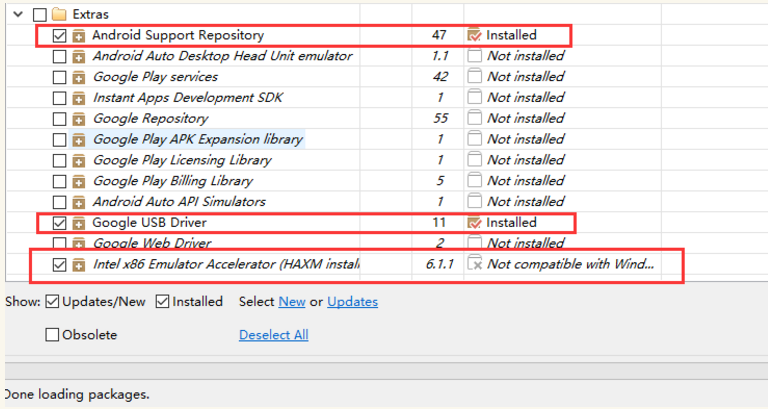 Extras
Android Support Repository 47 Installed
Android Auto Desktop Head Unit emulator 1.1 Not installed
Google Play services 42 Not installed
Instant Apps Development SDK 1 Not installed
Google Repository 55 Not installed
Google Play APK Expansion library 1 Not installed
Google Play Licensing Library 1 Not installed
Google Play Billing Library 5 Not installed
Android Auto API Simulators 1 Not installed
Google USB Driver 11 Installed
Google Web Driver 2 Not installed
Intel x86 Emulator Accelerator (HAXM install 6.1.1 Not compatible with Wind...
Show: Updates/New Installed Select New or Updates
Obsolete Deselect All
Done loading packages.